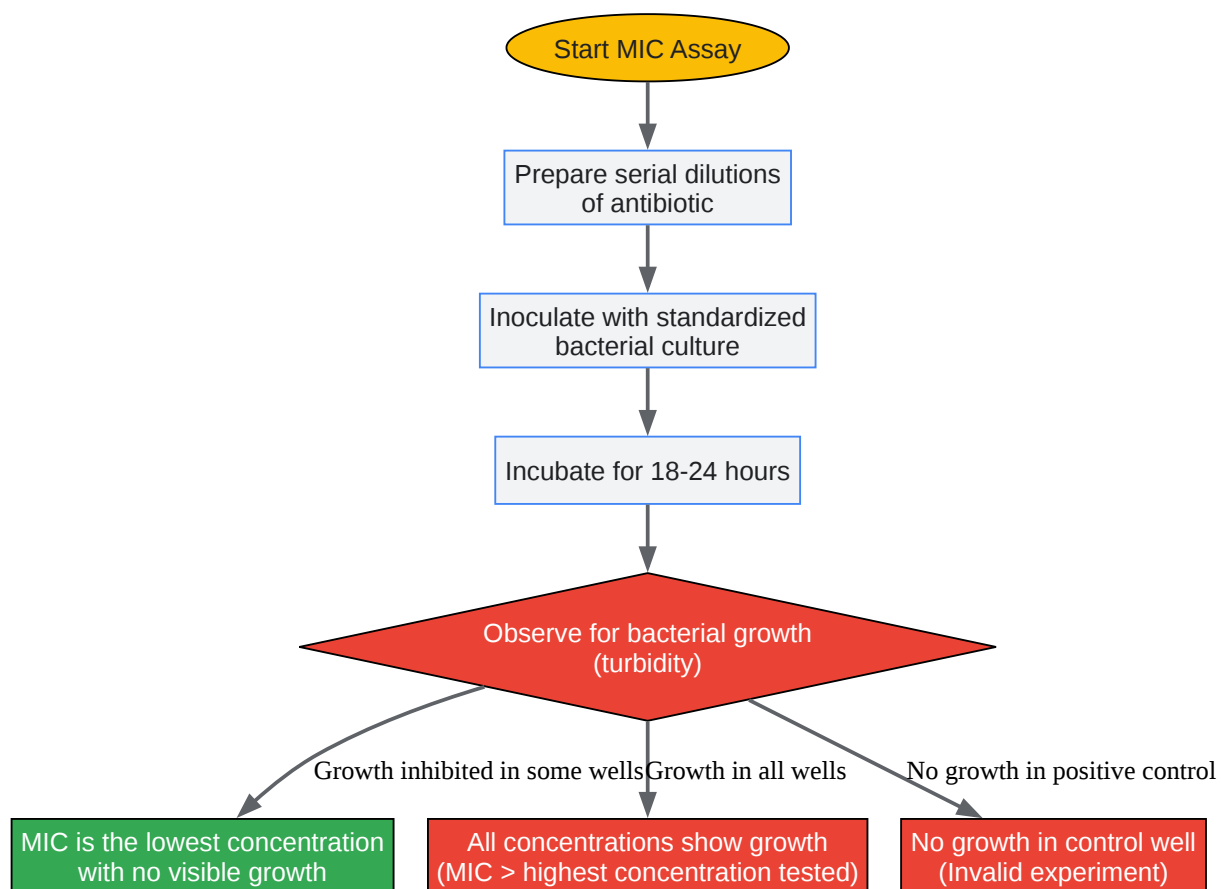 Start MIC Assay
Prepare serial dilutions
of antibiotic
Inoculate with standardized
bacterial culture
Incubate for 18-24 hours
Observe for bacterial growth
(turbidity)
Growth inhibited in some wells
Growth in all wells
No growth in positive control
MIC is the lowest concentration
with no visible growth
All concentrations show growth
(MIC > highest concentration tested)
No growth in control well
(Invalid experiment)